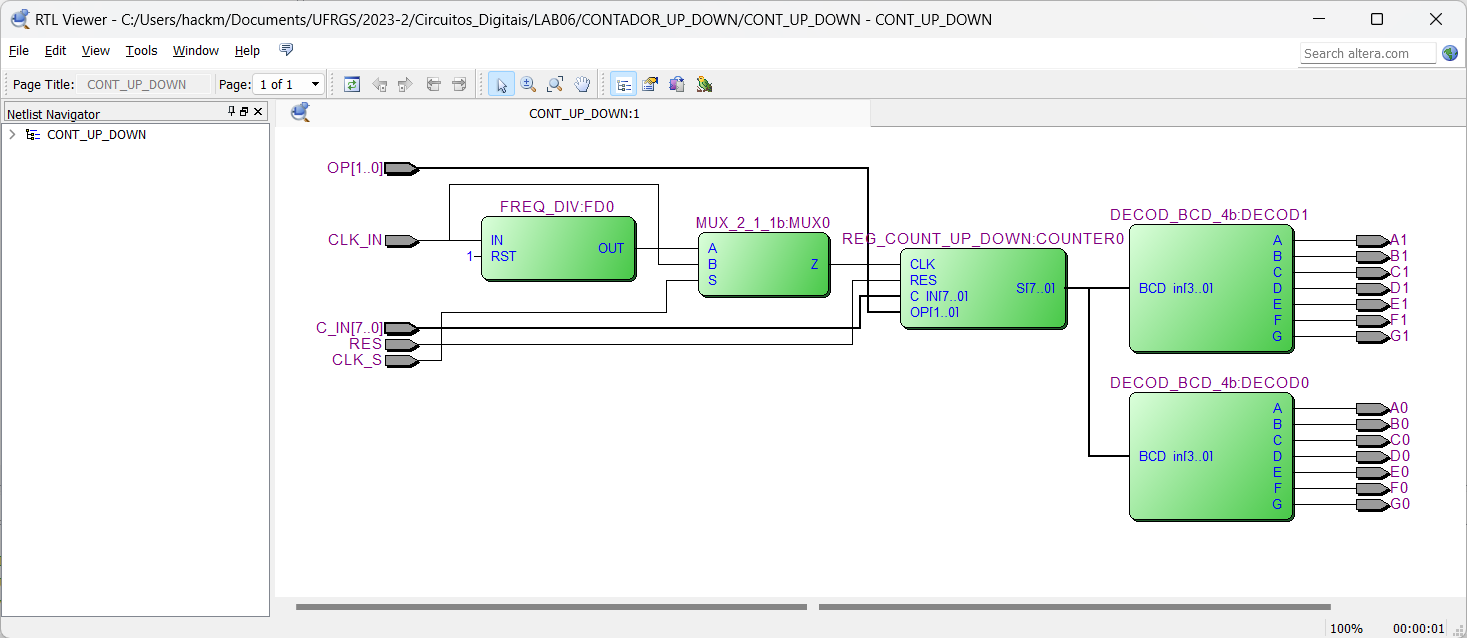 RTL Viewer - C:/Users/hackm/Documents/UFRGS/2023-2/Circuitos_Digitais/LAB06/CONTADOR_UP_DOWN/CONT_UP_DOWN - CONT_UP_DOWN
File Edit View Tools Window Help
Search altera.com
Page Title: CONT_UP_DOWN Page: 1 of 1
Netlist Navigator
CONT_UP_DOWN
CONT_UP_DOWN:1
OP[1..0]
CLK_IN
C_IN[7..0]
RES
CLK_S
FREQ_DIV:FD0
IN
RST
OUT
1
MUX_2_1_1b:MUX0
A
B
S
Z
REG_COUNT_UP_DOWN:COUNTER0
CLK
RES
C_IN[7..0]
OP[1..0]
S[7..0]
DECOD_BCD_4b:DECOD1
BCD_in[3..0]
A
B
C
D
E
F
G
A1
B1
C1
D1
E1
F1
G1
DECOD_BCD_4b:DECOD0
BCD_in[3..0]
A
B
C
D
E
F
G
A0
B0
C0
D0
E0
F0
G0
100% 00:00:01